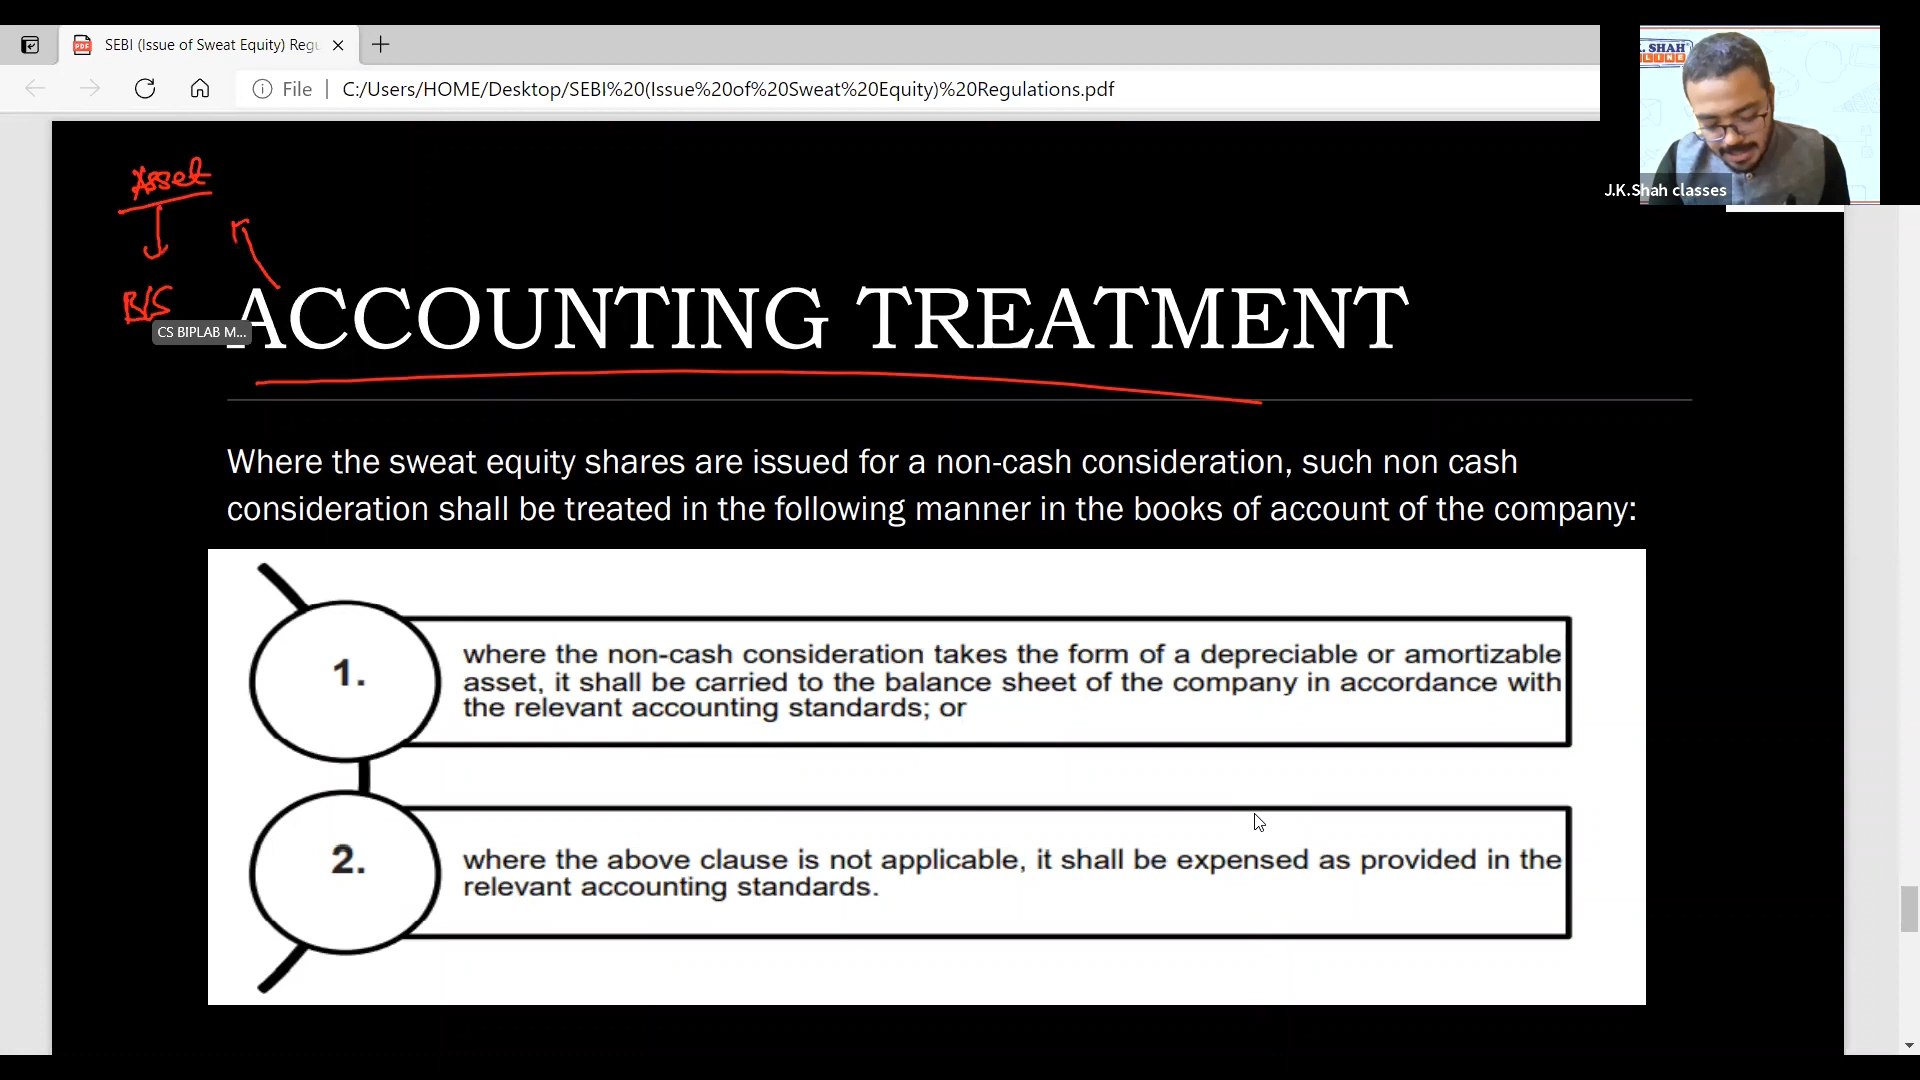 SEBI (Issue of Sweat Equity) Regu
File
C:/Users/HOME/Desktop/SEBI%20(Issue%20of%20Sweat%20Equity)%20Regulations.pdf
. SHAH
LINE
J.K.Shah classes
Asset
B/S
CS BIPLAB M...
ACCOUNTING TREATMENT
Where the sweat equity shares are issued for a non-cash consideration, such non cash
consideration shall be treated in the following manner in the books of account of the company:
1.
where the non-cash consideration takes the form of a depreciable or amortizable
asset, it shall be carried to the balance sheet of the company in accordance with
the relevant accounting standards; or
2.
where the above clause is not applicable, it shall be expensed as provided in the
relevant accounting standards.